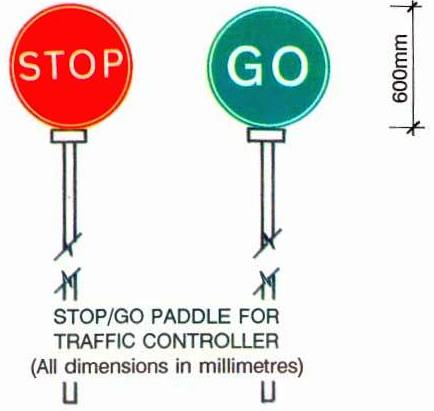 STOP
GO
600mm
STOP/GO PADDLE FOR
TRAFFIC CONTROLLER
(All dimensions in millimetres)